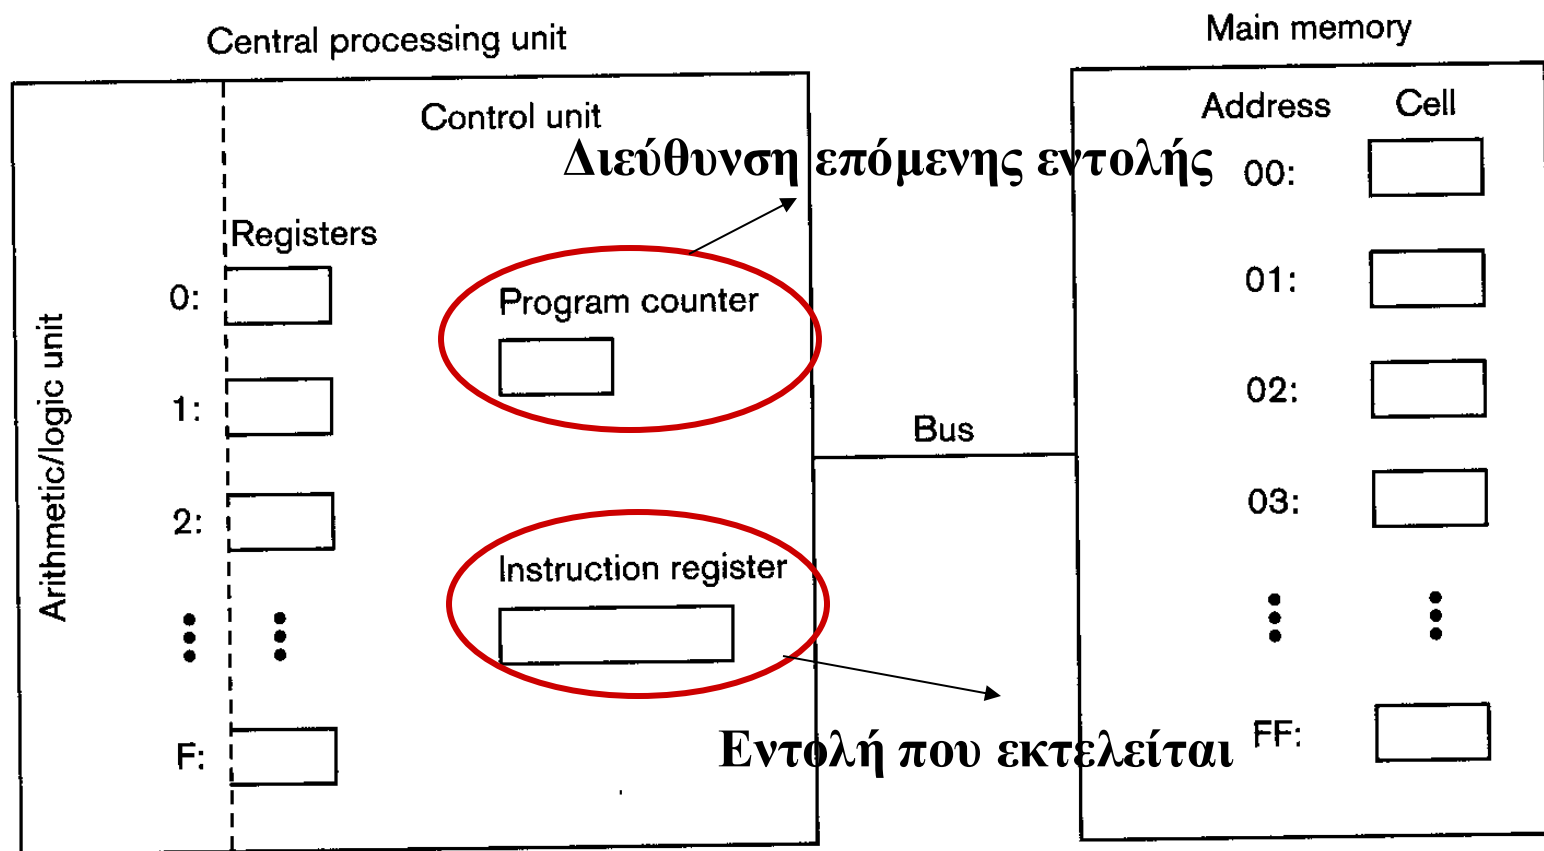 Central processing unit
Main memory
Control unit
Address Cell
Διεύθυνση επόμενης εντολής
00:
Registers
0:
Program counter
01:
1:
02:
Bus
Arithmetic/logic unit
2:
03:
Instruction register
F:
Εντολή που εκτελείται
FF: